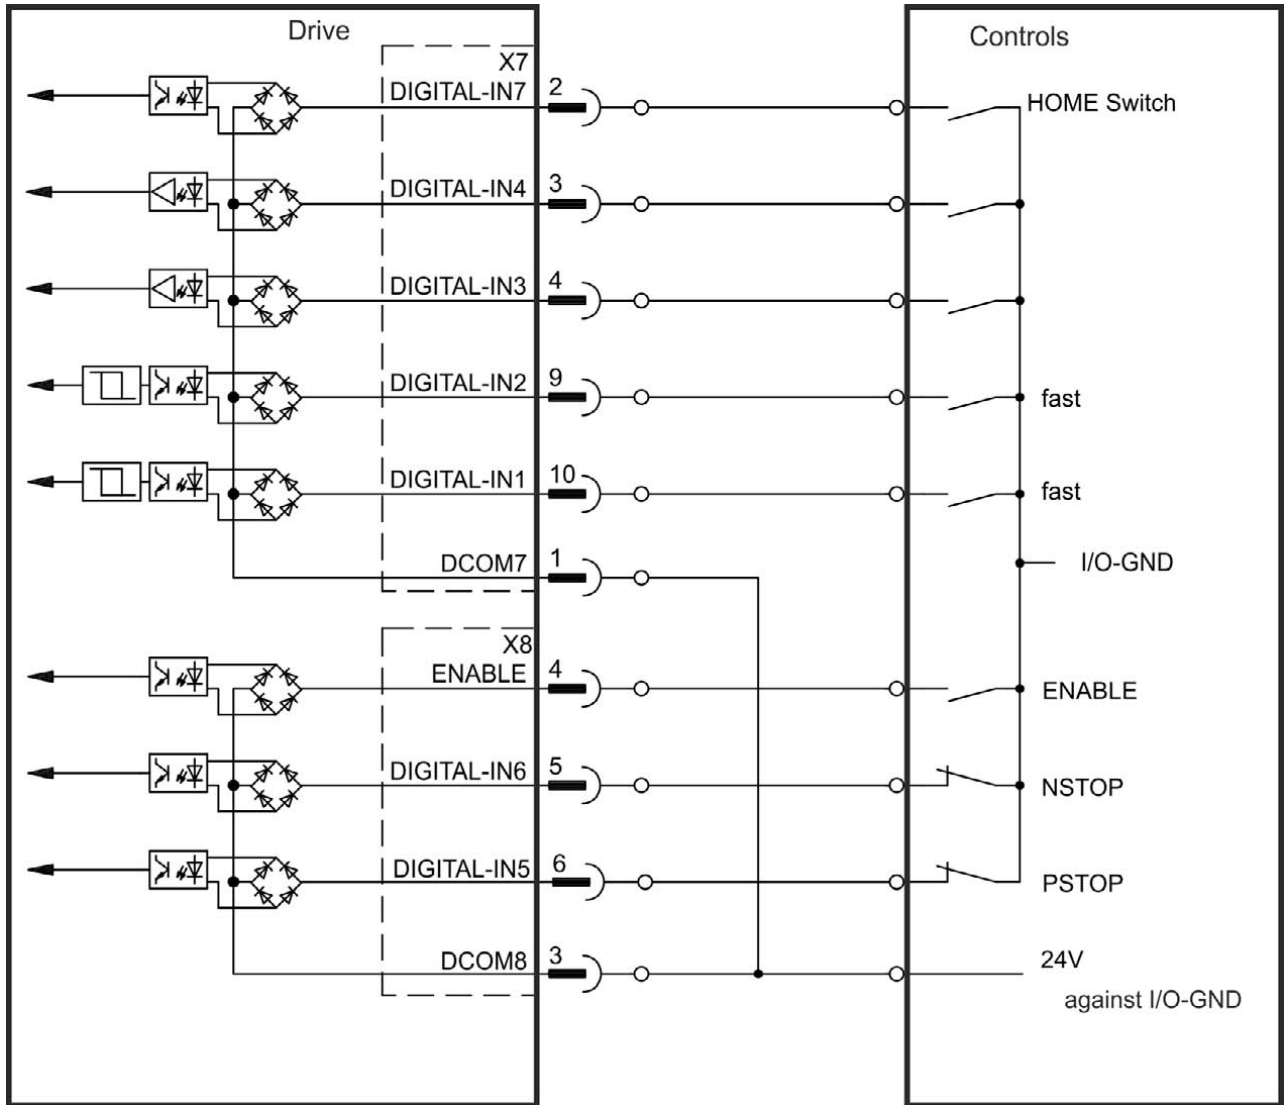 Drive
Controls
X7
DIGITAL-IN7 2
HOME Switch
DIGITAL-IN4 3
DIGITAL-IN3 4
DIGITAL-IN2 9
fast
DIGITAL-IN1 10
fast
DCOM7 1
I/O-GND
X8
ENABLE 4
ENABLE
DIGITAL-IN6 5
NSTOP
DIGITAL-IN5 6
PSTOP
DCOM8 3
24V
against I/O-GND